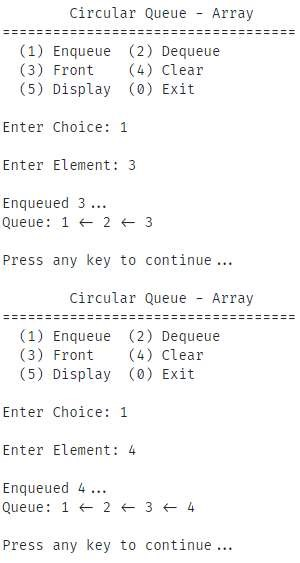 Circular Queue - Array
====================================
(1) Enqueue (2) Dequeue
(3) Front (4) Clear
(5) Display (0) Exit
Enter Choice: 1
Enter Element: 3
Enqueued 3...
Queue: 1 ← 2 ← 3
Press any key to continue...
Circular Queue - Array
====================================
(1) Enqueue (2) Dequeue
(3) Front (4) Clear
(5) Display (0) Exit
Enter Choice: 1
Enter Element: 4
Enqueued 4...
Queue: 1 ← 2 ← 3 ← 4
Press any key to continue...